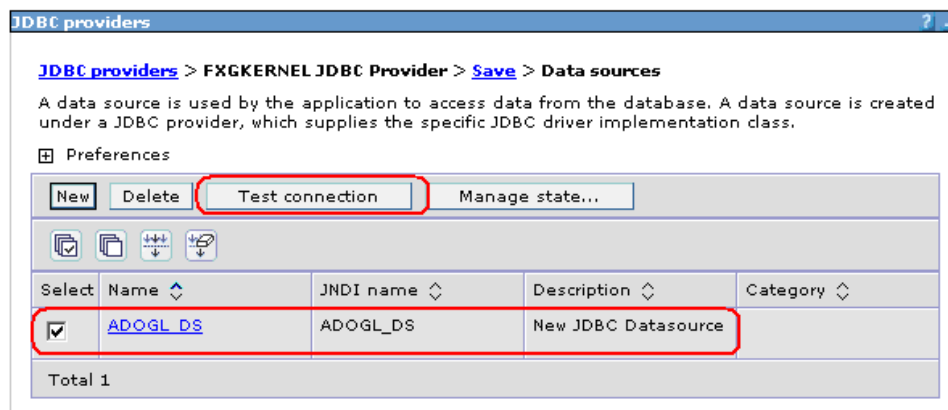 JDBC providers ?
JDBC providers > FXGKERNEL JDBC Provider > Save > Data sources
A data source is used by the application to access data from the database. A data source is created
under a JDBC provider, which supplies the specific JDBC driver implementation class.
Preferences
New Delete Test connection Manage state...
Select Name JNDI name Description Category
ADOGL_DS ADOGL_DS New JDBC Datasource
Total 1